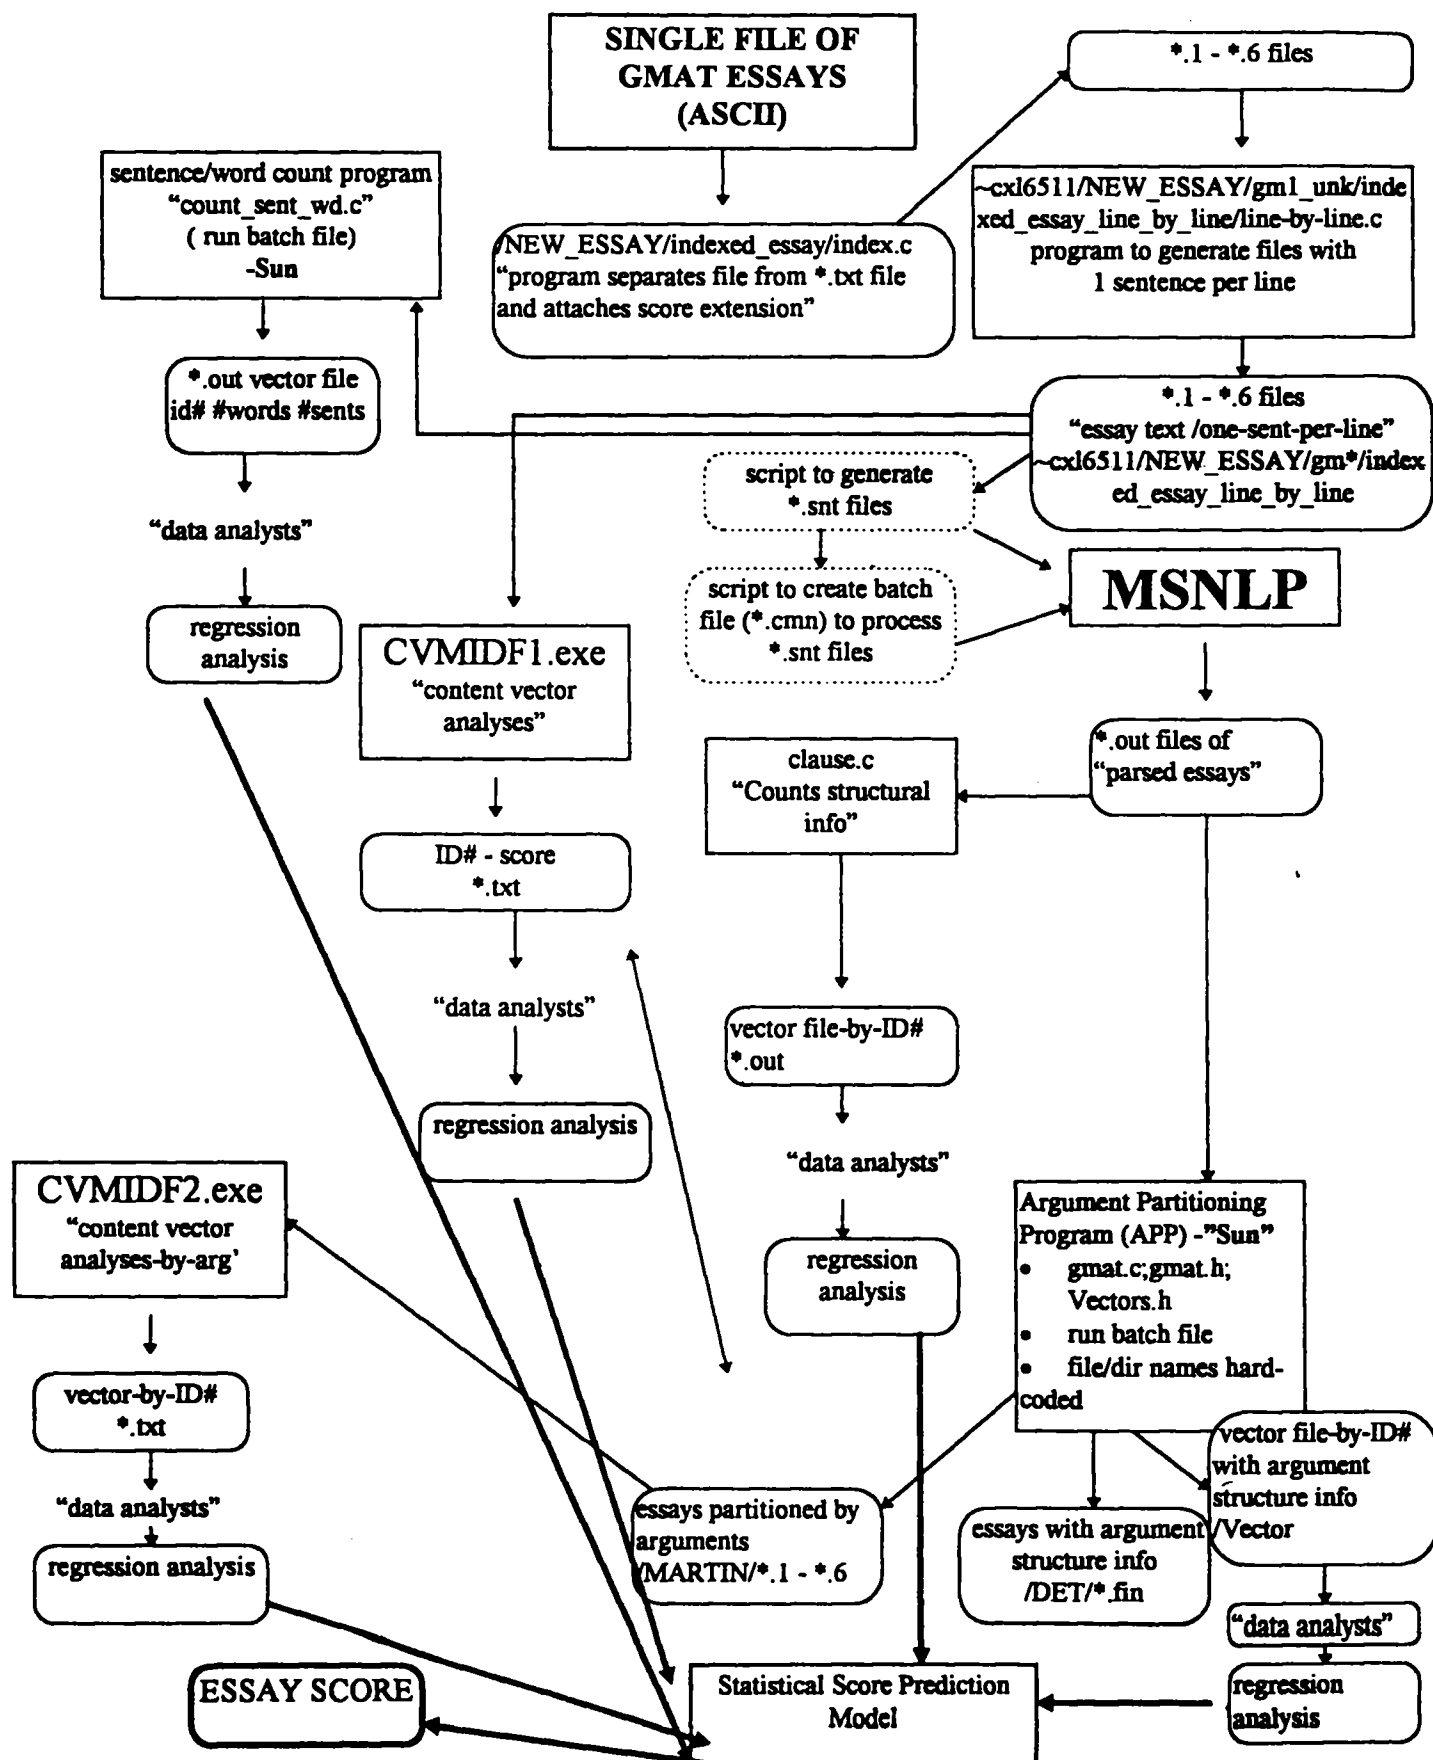 SINGLE FILE OF
GMAT ESSAYS
(ASCII)
*.1 - *.6 files
sentence/word count program
“count_sent_wd.c”
( run batch file)
-Sun
/NEW_ESSAY/indexed_essay/index.c
“program separates file from *.txt file
and attaches score extension”
~cxl6511/NEW_ESSAY/gm1_unk/inde
xed_essay_line_by_line/line-by-line.c
program to generate files with
1 sentence per line
*.out vector file
id# #words #sents
*.1 - *.6 files
“essay text /one-sent-per-line”
~cxl6511/NEW_ESSAY/gm*/index
ed_essay_line_by_line
script to generate
*.snt files
“data analysts”
MSNLP
script to create batch
file (*.cmn) to process
*.snt files
regression
analysis
CVMIDF1.exe
“content vector
analyses”
*.out files of
“parsed essays”
clause.c
“Counts structural
info”
ID# - score
*.txt
“data analysts”
vector file-by-ID#
*.out
regression analysis
“data analysts”
CVMIDF2.exe
“content vector
analyses-by-arg’
Argument Partitioning
Program (APP) -”Sun”
• gmat.c;gmat.h;
Vectors.h
• run batch file
• file/dir names hard-
coded
regression
analysis
vector-by-ID#
*.txt
vector file-by-ID#
with argument
structure info
/Vector
“data analysts”
essays partitioned by
arguments
/MARTIN/*.1 - *.6
essays with argument
structure info
/DET/*.fin
regression analysis
“data analysts”
ESSAY SCORE
Statistical Score Prediction
Model
regression
analysis